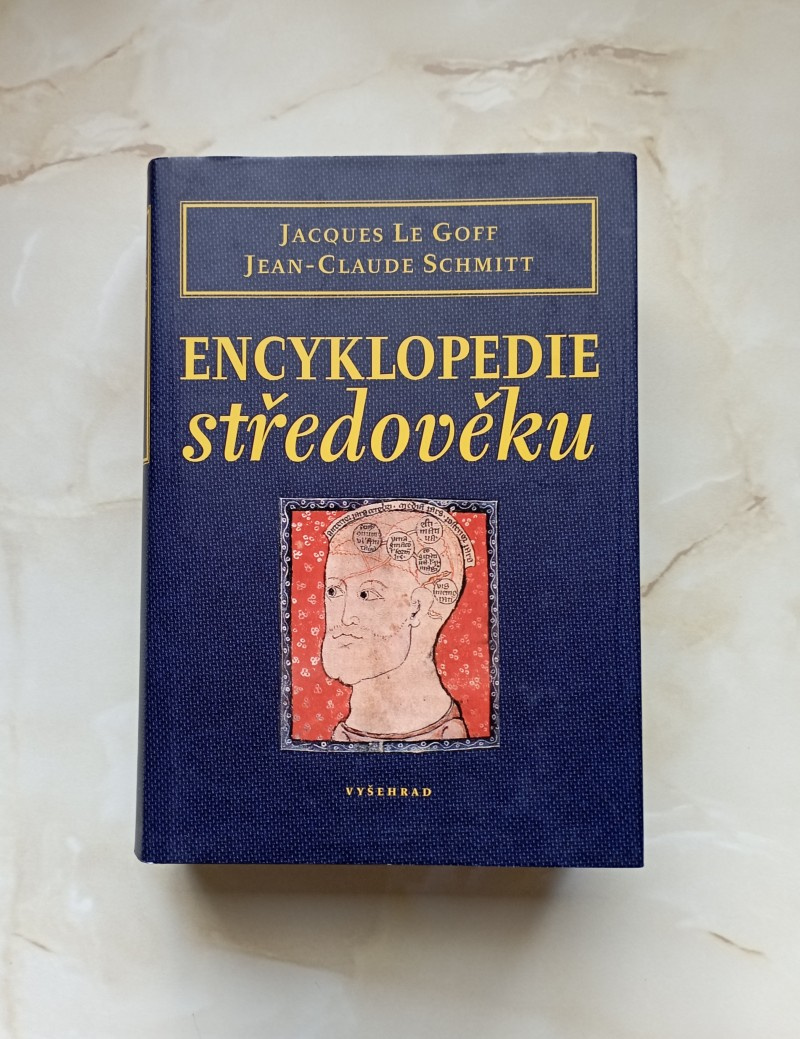 JACQUES LE GOFF
JEAN-CLAUDE SCHMITT
ENCYKLOPEDIE
středověku
VYŠEHRAD